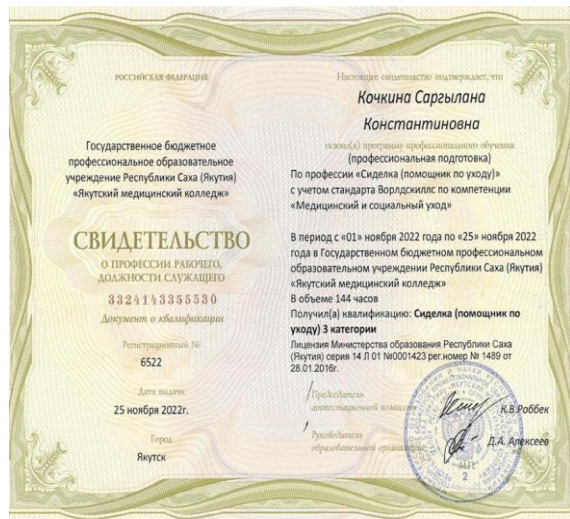 РОССИЙСКАЯ ФЕДЕРАЦИЯ
Государственное бюджетное
профессиональное образовательное
учреждение Республики Саха (Якутия)
«Якутский медицинский колледж»
СВИДЕТЕЛЬСТВО
О ПРОФЕССИИ РАБОЧЕГО,
ДОЛЖНОСТИ СЛУЖАЩЕГО
3324143355530
Документ о квалификации
Регистрационный №
6522
Дата выдачи
25 ноября 2022г.
Город
Якутск
Настоящее свидетельство подтверждает, что
Кочкина Саргылана
Константиновна
освоил(а) программу профессионального обучения
(профессиональная подготовка)
По профессии «Сиделка (помощник по уходу)»
с учетом стандарта Ворлдскиллс по компетенции
«Медицинский и социальный уход»
В период с «01» ноября 2022 года по «25» ноября 2022
года в Государственном бюджетном профессиональном
образовательном учреждении Республики Саха (Якутия)
«Якутский медицинский колледж»
В объеме 144 часов
Получил(а) квалификацию: Сиделка (помощник по
уходу) 3 категории
Лицензия Министерства образования Республики Саха
(Якутия) серия 14 Л 01 №0001423 рег.номер № 1489 от
28.01.2016г.
Председатель
аттестационной комиссии
К.В.Роббек
Руководитель
образовательной организации
Д.А. Алексеев
МП
2